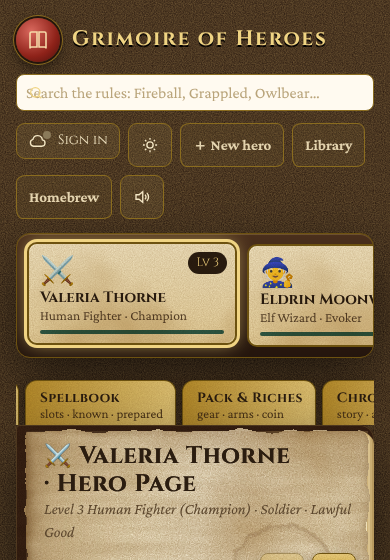 Grimoire of Heroes
Search the rules: Fireball, Grappled, Owlbear...
Sign in
+ New hero
Library
Homebrew
Lv 3
Valeria Thorne
Human Fighter · Champion
Eldrin Moonw
Elf Wizard · Evoker
Spellbook
slots · known · prepared
Pack & Riches
gear · arms · coin
Chro
story ·
Valeria Thorne
· Hero Page
Level 3 Human Fighter (Champion) · Soldier · Lawful
Good